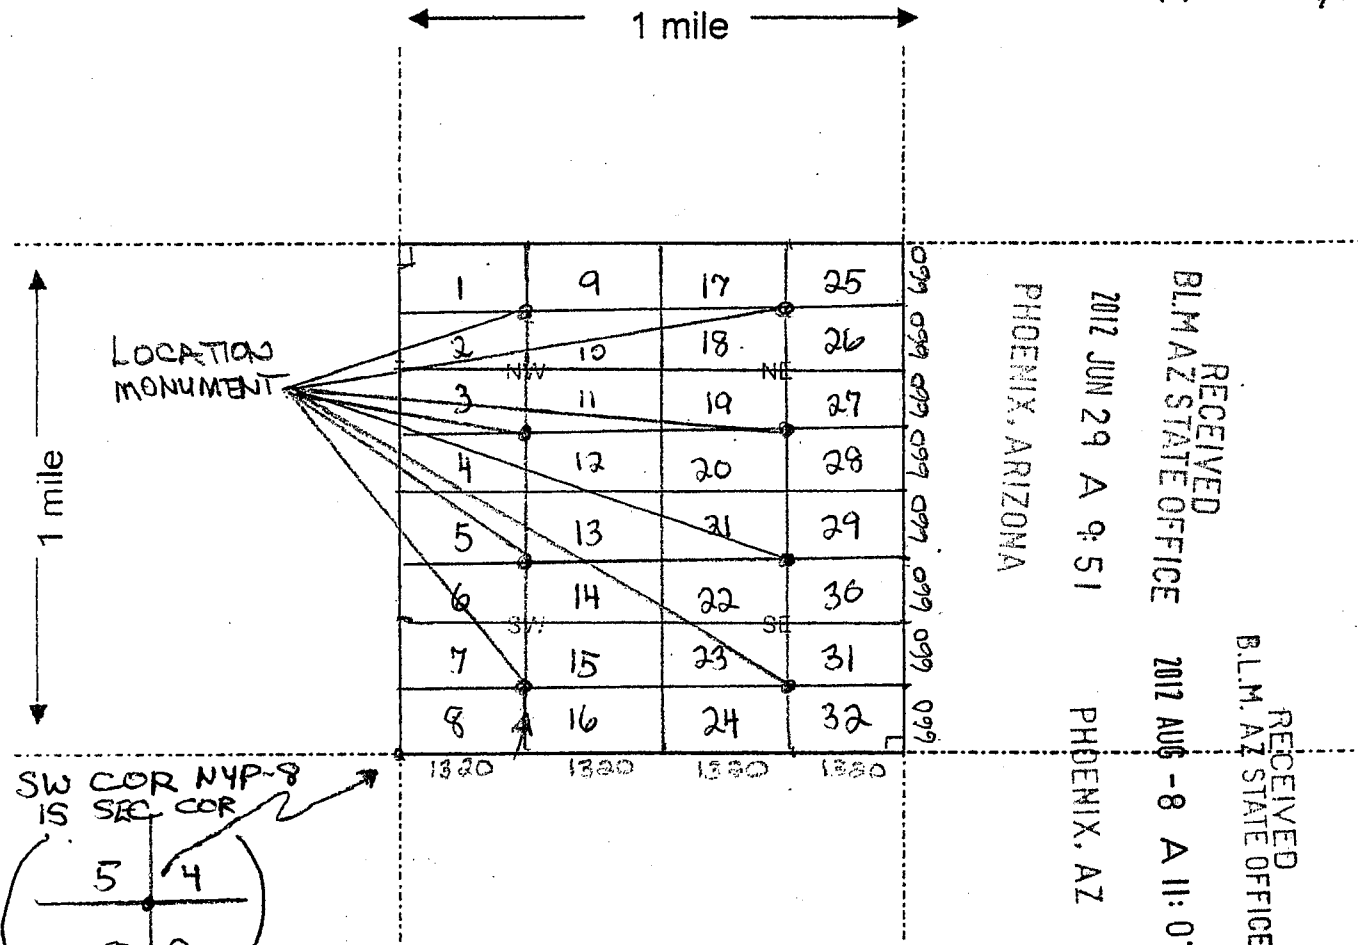 1 mile
1 9 17 25 660
2 10 18 26 660
NW NE
3 11 19 27 660
4 12 20 28 660
5 13 21 29 660
6 14 22 30 660
SW SE
7 15 23 31 660
8 16 24 32 660
1320 1320 1320 1320
LOCATION
MONUMENT
1 mile
SW COR NYP-8
IS SEC COR
5 4
RECEIVED
BLM AZ STATE OFFICE
2012 JUN 29 A 9:51
PHOENIX, ARIZONA
RECEIVED
B.L.M. AZ STATE OFFICE
2012 AUG -8 A 11:0
PHOENIX, AZ